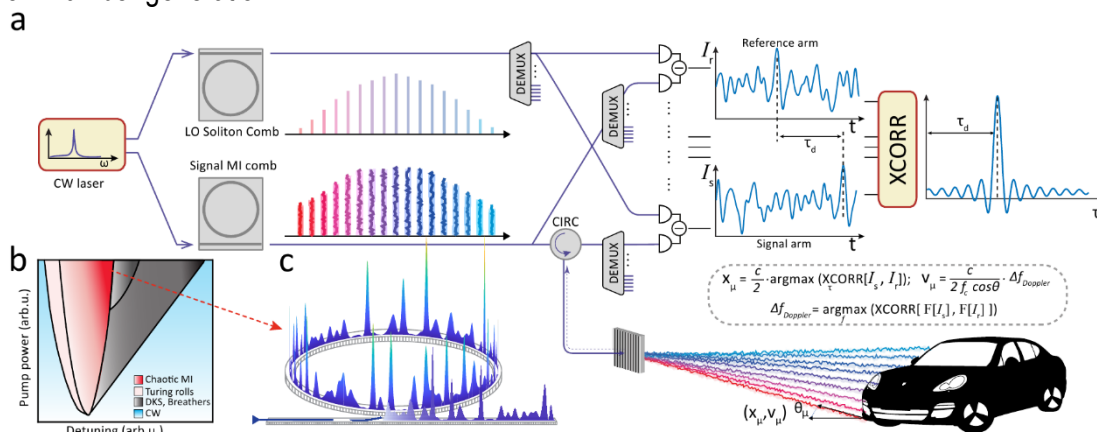 a
CW laser
ω
LO Soliton Comb
Signal MI comb
DEMUX
DEMUX
CIRC
DEMUX
Reference arm
I_r
t
τ_d
I_s
Signal arm
t
XCORR
τ_d
τ
b
Pump power (arb.u.)
Chaotic MI
Turing rolls
DKS, Breathers
CW
Detuning (arb.u.)
c
x_μ = c/2 · argmax_τ (XCORR[I_s, I_r]); v_μ = c/(2 f_c cosθ) · Δf_Doppler
Δf_Doppler = argmax_f (XCORR[ F[I_s], F[I_r] ])
(x_μ,v_μ) θ_μ